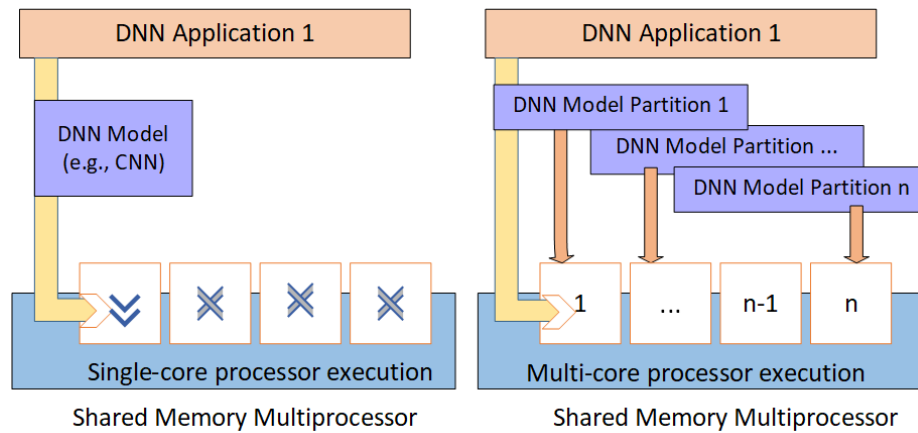 DNN Application 1
DNN Model
(e.g., CNN)
Single-core processor execution
Shared Memory Multiprocessor
DNN Application 1
DNN Model Partition 1
DNN Model Partition ...
DNN Model Partition n
1
...
n-1
n
Multi-core processor execution
Shared Memory Multiprocessor